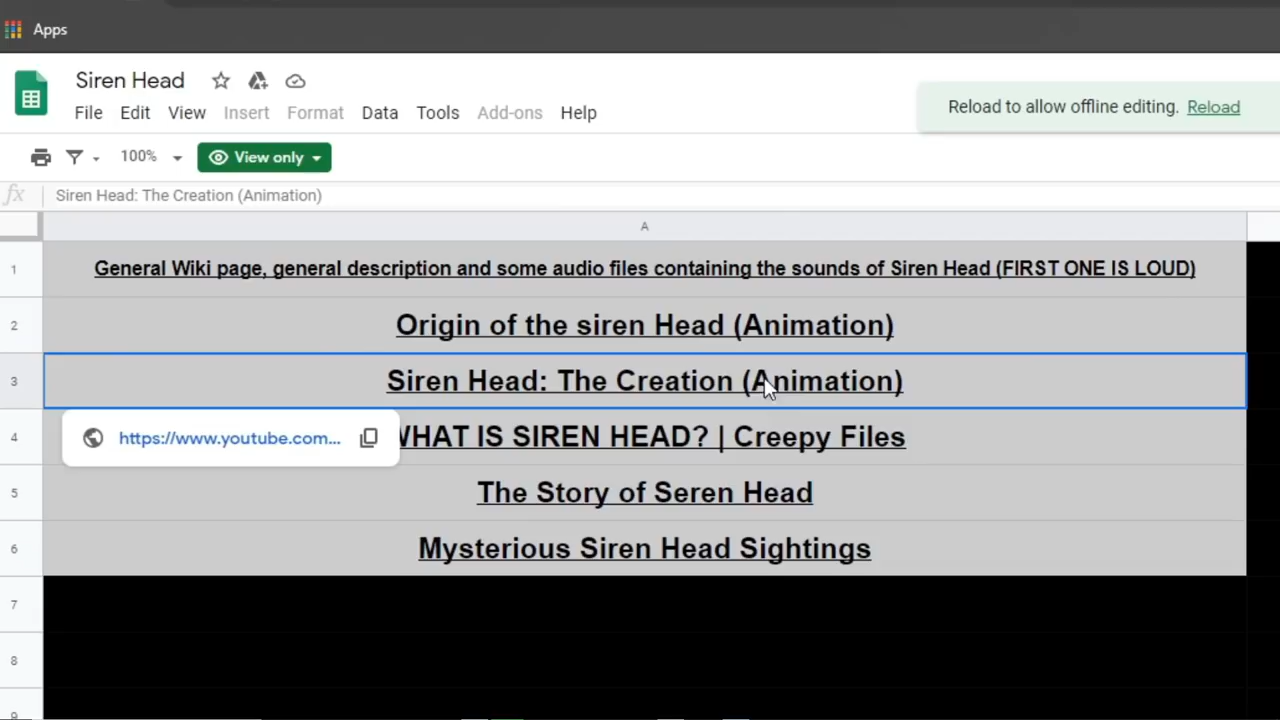 Apps
Siren Head
File Edit View Insert Format Data Tools Add-ons Help
Reload to allow offline editing. Reload
100% View only
fx Siren Head: The Creation (Animation)
A
1 General Wiki page, general description and some audio files containing the sounds of Siren Head (FIRST ONE IS LOUD)
2 Origin of the siren Head (Animation)
3 Siren Head: The Creation (Animation)
https://www.youtube.com...
4 WHAT IS SIREN HEAD? | Creepy Files
5 The Story of Seren Head
6 Mysterious Siren Head Sightings
7
8
9